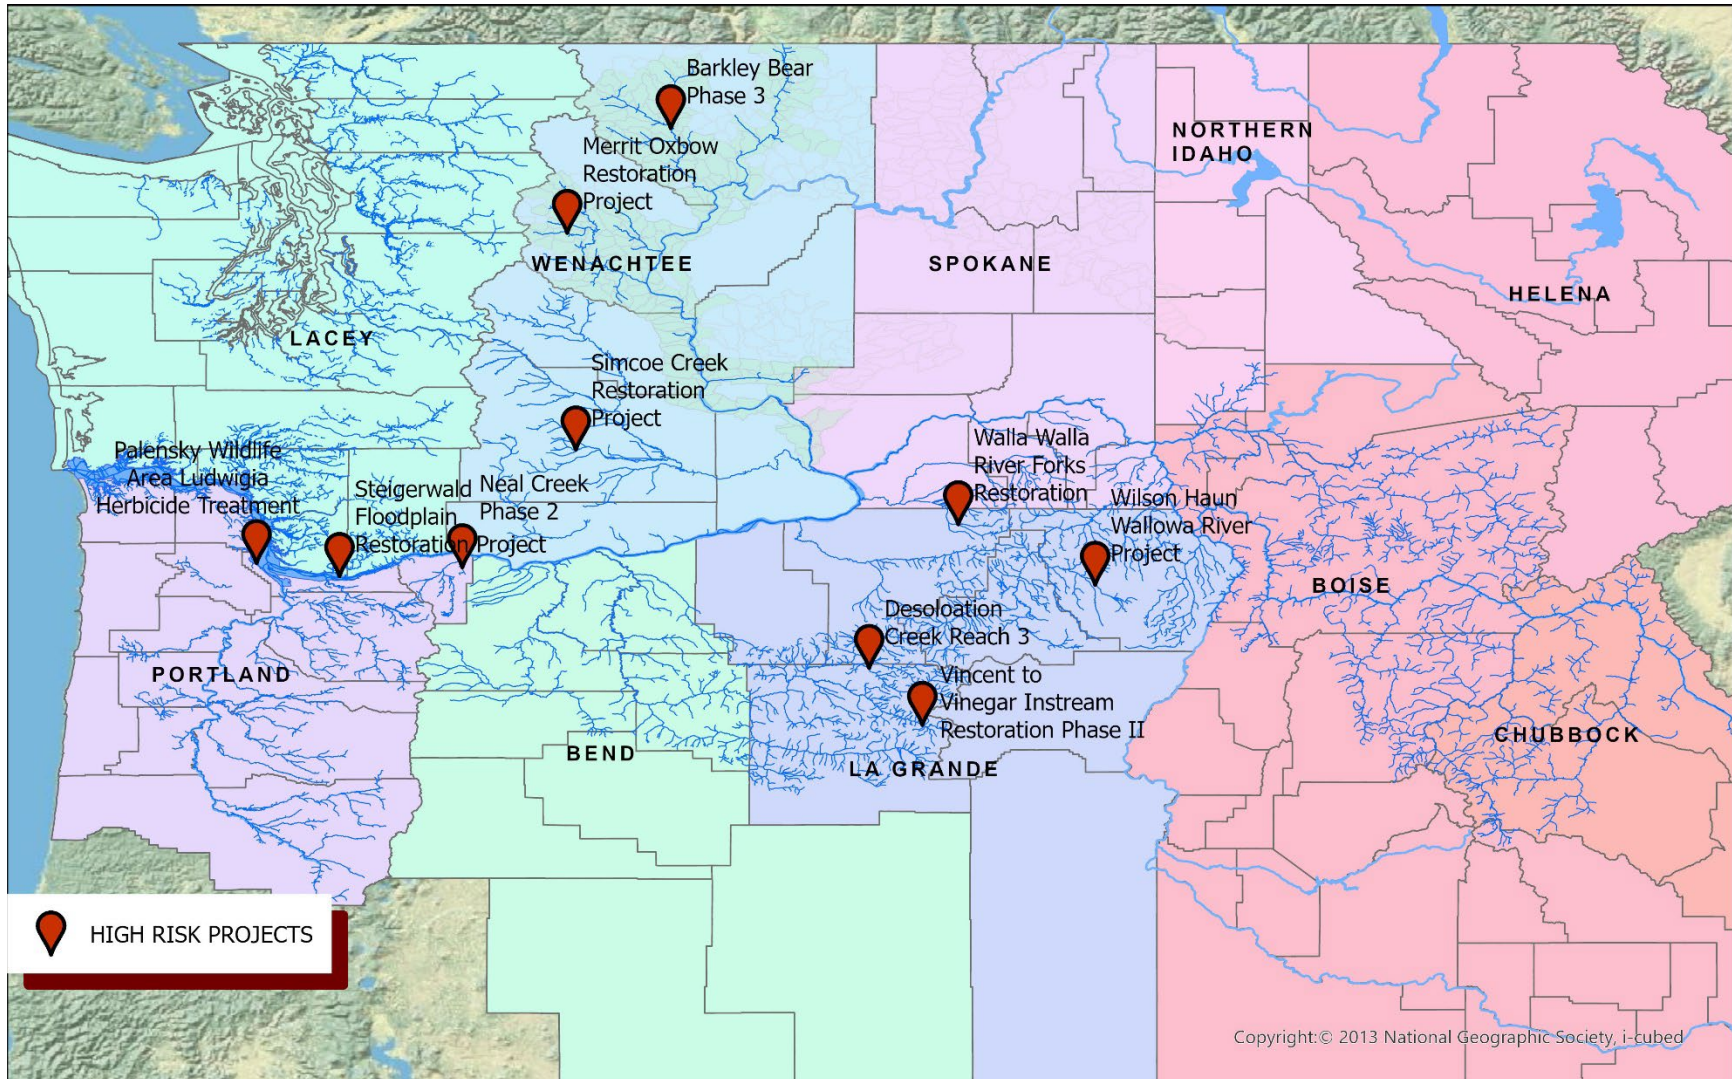 Barkley Bear
Phase 3
Merrit Oxbow
Restoration
Project
NORTHERN
IDAHO
WENACHTEE
SPOKANE
HELENA
LACEY
Simcoe Creek
Restoration
Project
Palensky Wildlife
Area Ludwigia
Herbicide Treatment
Steigerwald
Floodplain
Restoration Project
Neal Creek
Phase 2
Walla Walla
River Forks
Restoration
Wilson Haun
Wallowa River
Project
BOISE
Desoloation
Creek Reach 3
PORTLAND
Vincent to
Vinegar Instream
Restoration Phase II
BEND
LA GRANDE
CHUBBOCK
HIGH RISK PROJECTS
Copyright:© 2013 National Geographic Society, i-cubed